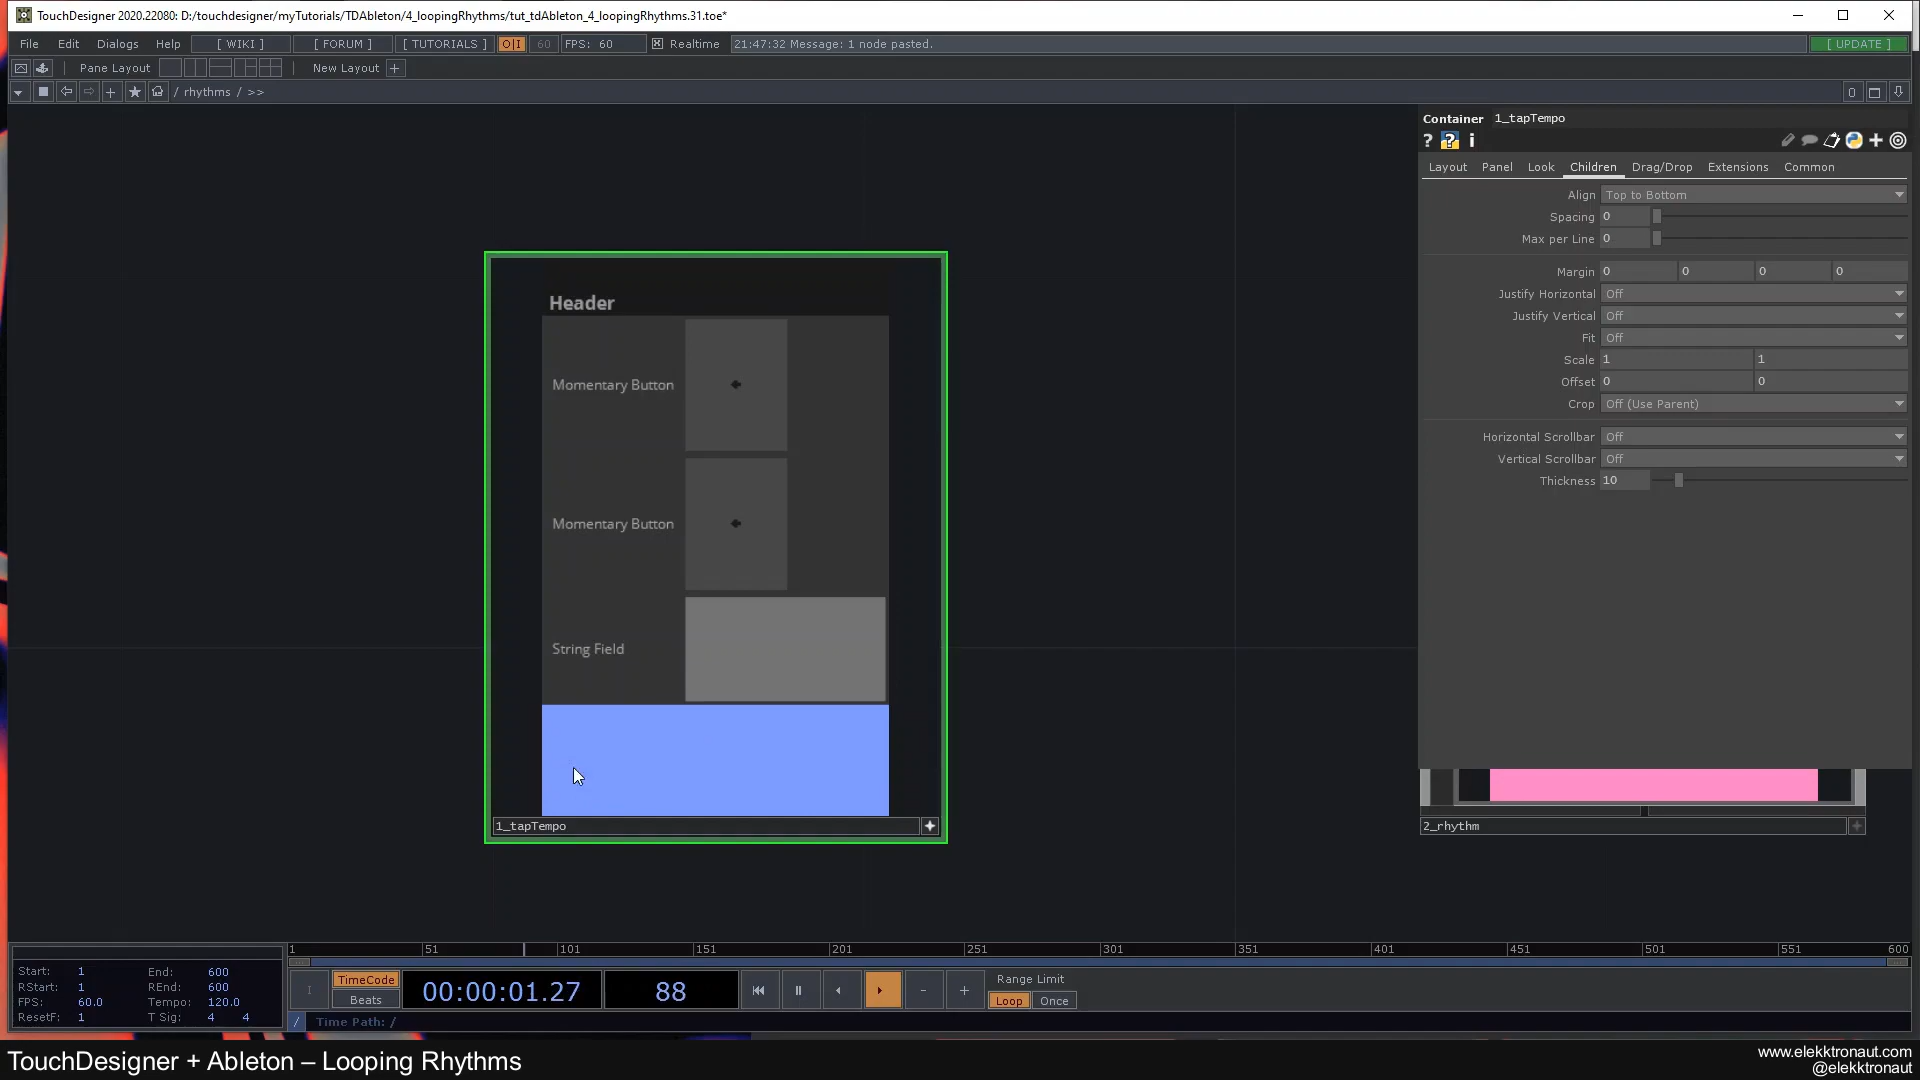 TouchDesigner 2020.22080: D:/touchdesigner/myTutorials/TDAbleton/4_loopingRhythms/tut_tdAbleton_4_loopingRhythms.31.toe*
File Edit Dialogs Help [ WIKI ] [ FORUM ] [ TUTORIALS ] O|I 60 FPS: 60 Realtime 21:47:32 Message: 1 node pasted. [ UPDATE ]
Pane Layout New Layout +
/ rhythms / >> 0
Container 1_tapTempo
? ? i
Layout Panel Look Children Drag/Drop Extensions Common
Align Top to Bottom
Spacing 0
Max per Line 0
Margin 0 0 0 0
Justify Horizontal Off
Justify Vertical Off
Fit Off
Scale 1 1
Offset 0 0
Crop Off (Use Parent)
Horizontal Scrollbar Off
Vertical Scrollbar Off
Thickness 10
Header
Momentary Button
Momentary Button
String Field
1_tapTempo
2_rhythm
1 51 101 151 201 251 301 351 401 451 501 551 600
Start: 1 End: 600
RStart: 1 REnd: 600
FPS: 60.0 Tempo: 120.0
ResetF: 1 T Sig: 4 4
I TimeCode Beats 00:00:01.27 88 - +
Range Limit
Loop Once
/ Time Path: /
TouchDesigner + Ableton – Looping Rhythms
www.elekktronaut.com
@elekktronaut